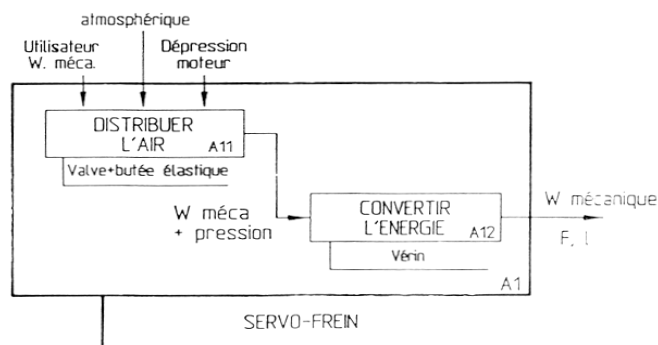 atmosphérique
Utilisateur
W. méca.
Dépression
moteur
DISTRIBUER
L'AIR
A11
Valve+butée élastique
W méca
+ pression
CONVERTIR
L'ENERGIE
A12
Vérin
W mécanique
F, l
A1
SERVO-FREIN